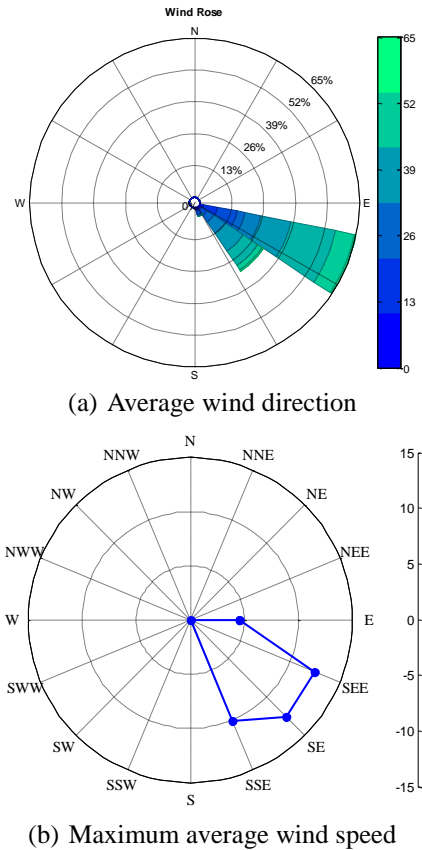 Wind Rose
N
65%
52%
39%
26%
13%
0
W
E
S
65
52
39
26
13
0
(a) Average wind direction
N
NNW
NNE
NW
NE
NWW
NEE
W
E
SWW
SEE
SW
SE
SSW
SSE
S
15
10
5
0
-5
-10
-15
(b) Maximum average wind speed